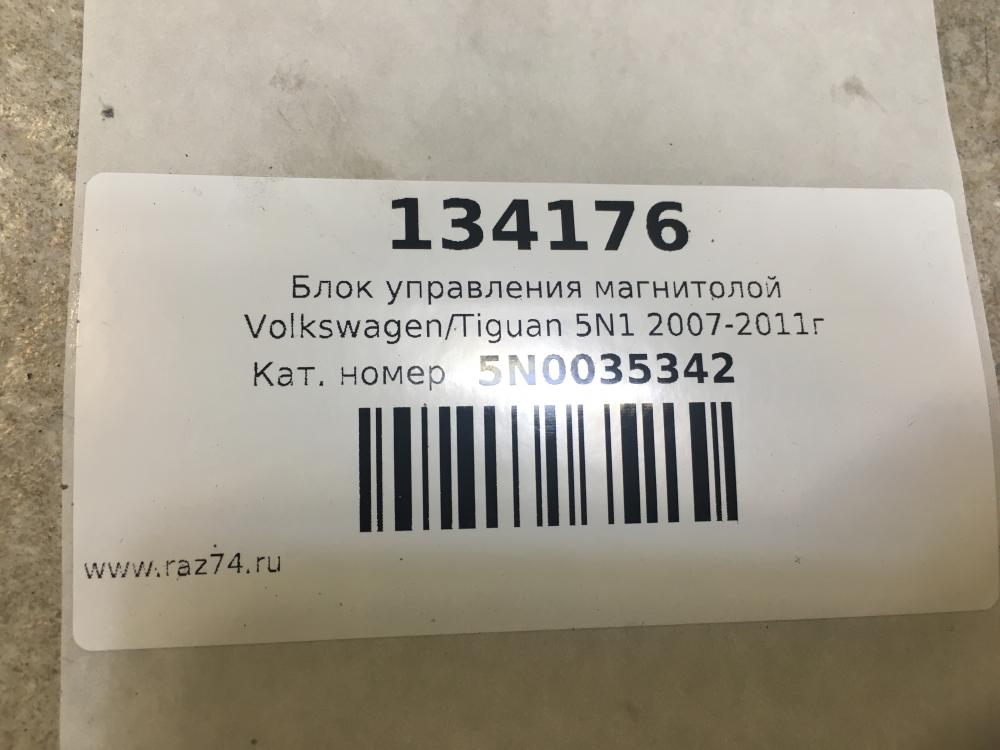 134176
Блок управления магнитолой
Volkswagen/Tiguan 5N1 2007-2011г
Кат. номер 5N0035342
www.raz74.ru